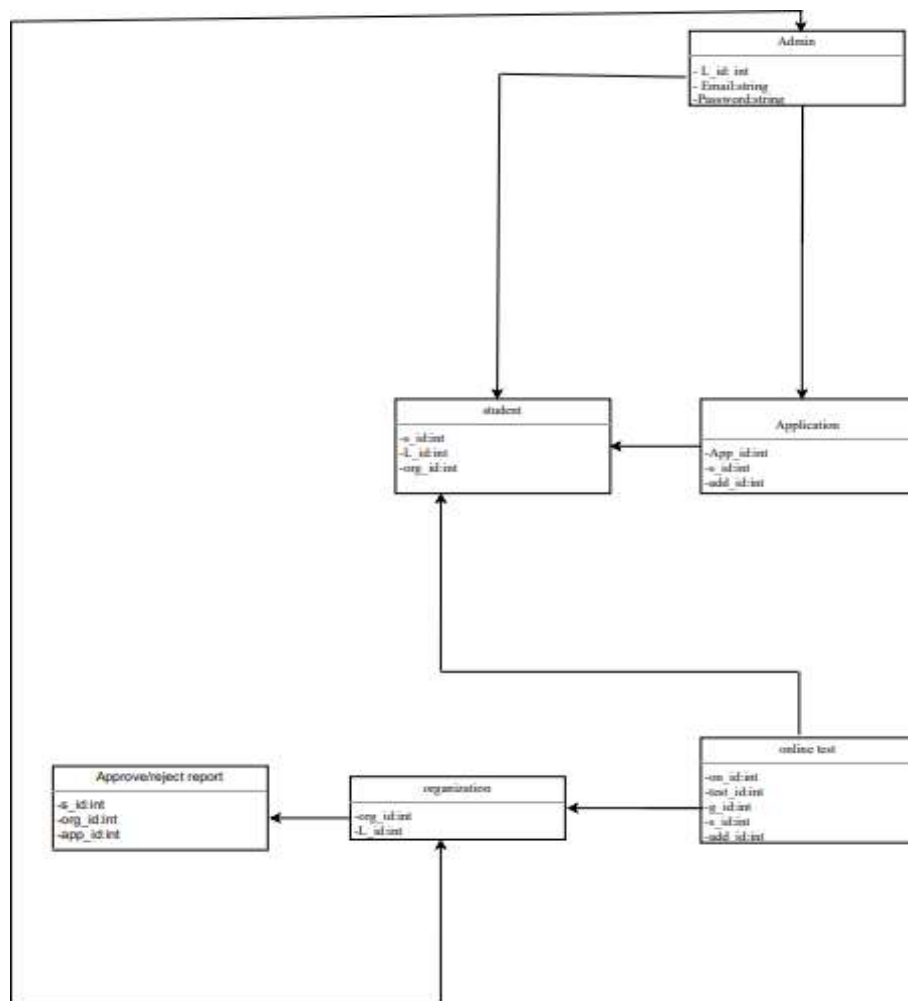 Admin
- L_id: int
- Email:string
-Password:string
student
-s_id:int
-L_id:int
-org_id:int
Application
-App_id:int
-s_id:int
-add_id:int
online test
-on_id:int
-test_id:int
-g_id:int
-s_id:int
-add_id:int
Approve/reject report
-s_id:int
-org_id:int
-app_id:int
organization
-org_id:int
-L_id:int